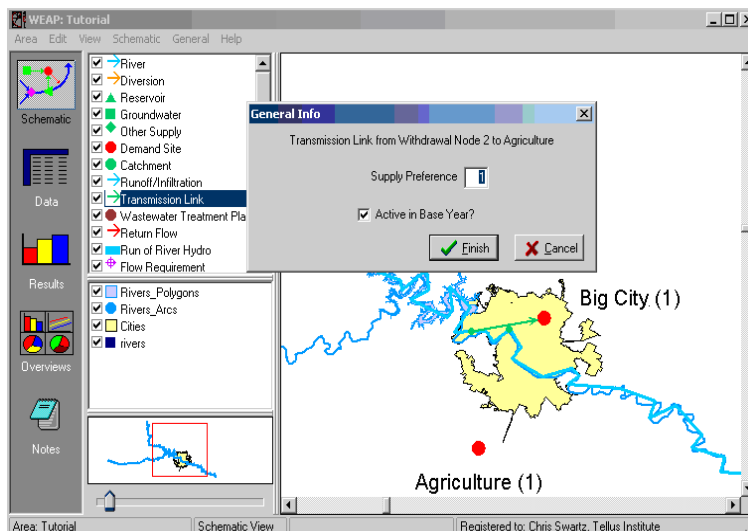 WEAP: Tutorial
Area Edit View Schematic General Help
Schematic
Data
Results
Overviews
Notes
River
Diversion
Reservoir
Groundwater
Other Supply
Demand Site
Catchment
Runoff/Infiltration
Transmission Link
Wastewater Treatment Pla
Return Flow
Run of River Hydro
Flow Requirement
Rivers_Polygons
Rivers_Arcs
Cities
rivers
General Info
Transmission Link from Withdrawal Node 2 to Agriculture
Supply Preference 1
Active in Base Year?
Finish Cancel
Big City (1)
Agriculture (1)
Area: Tutorial Schematic View Registered to: Chris Swartz, Tellus Institute